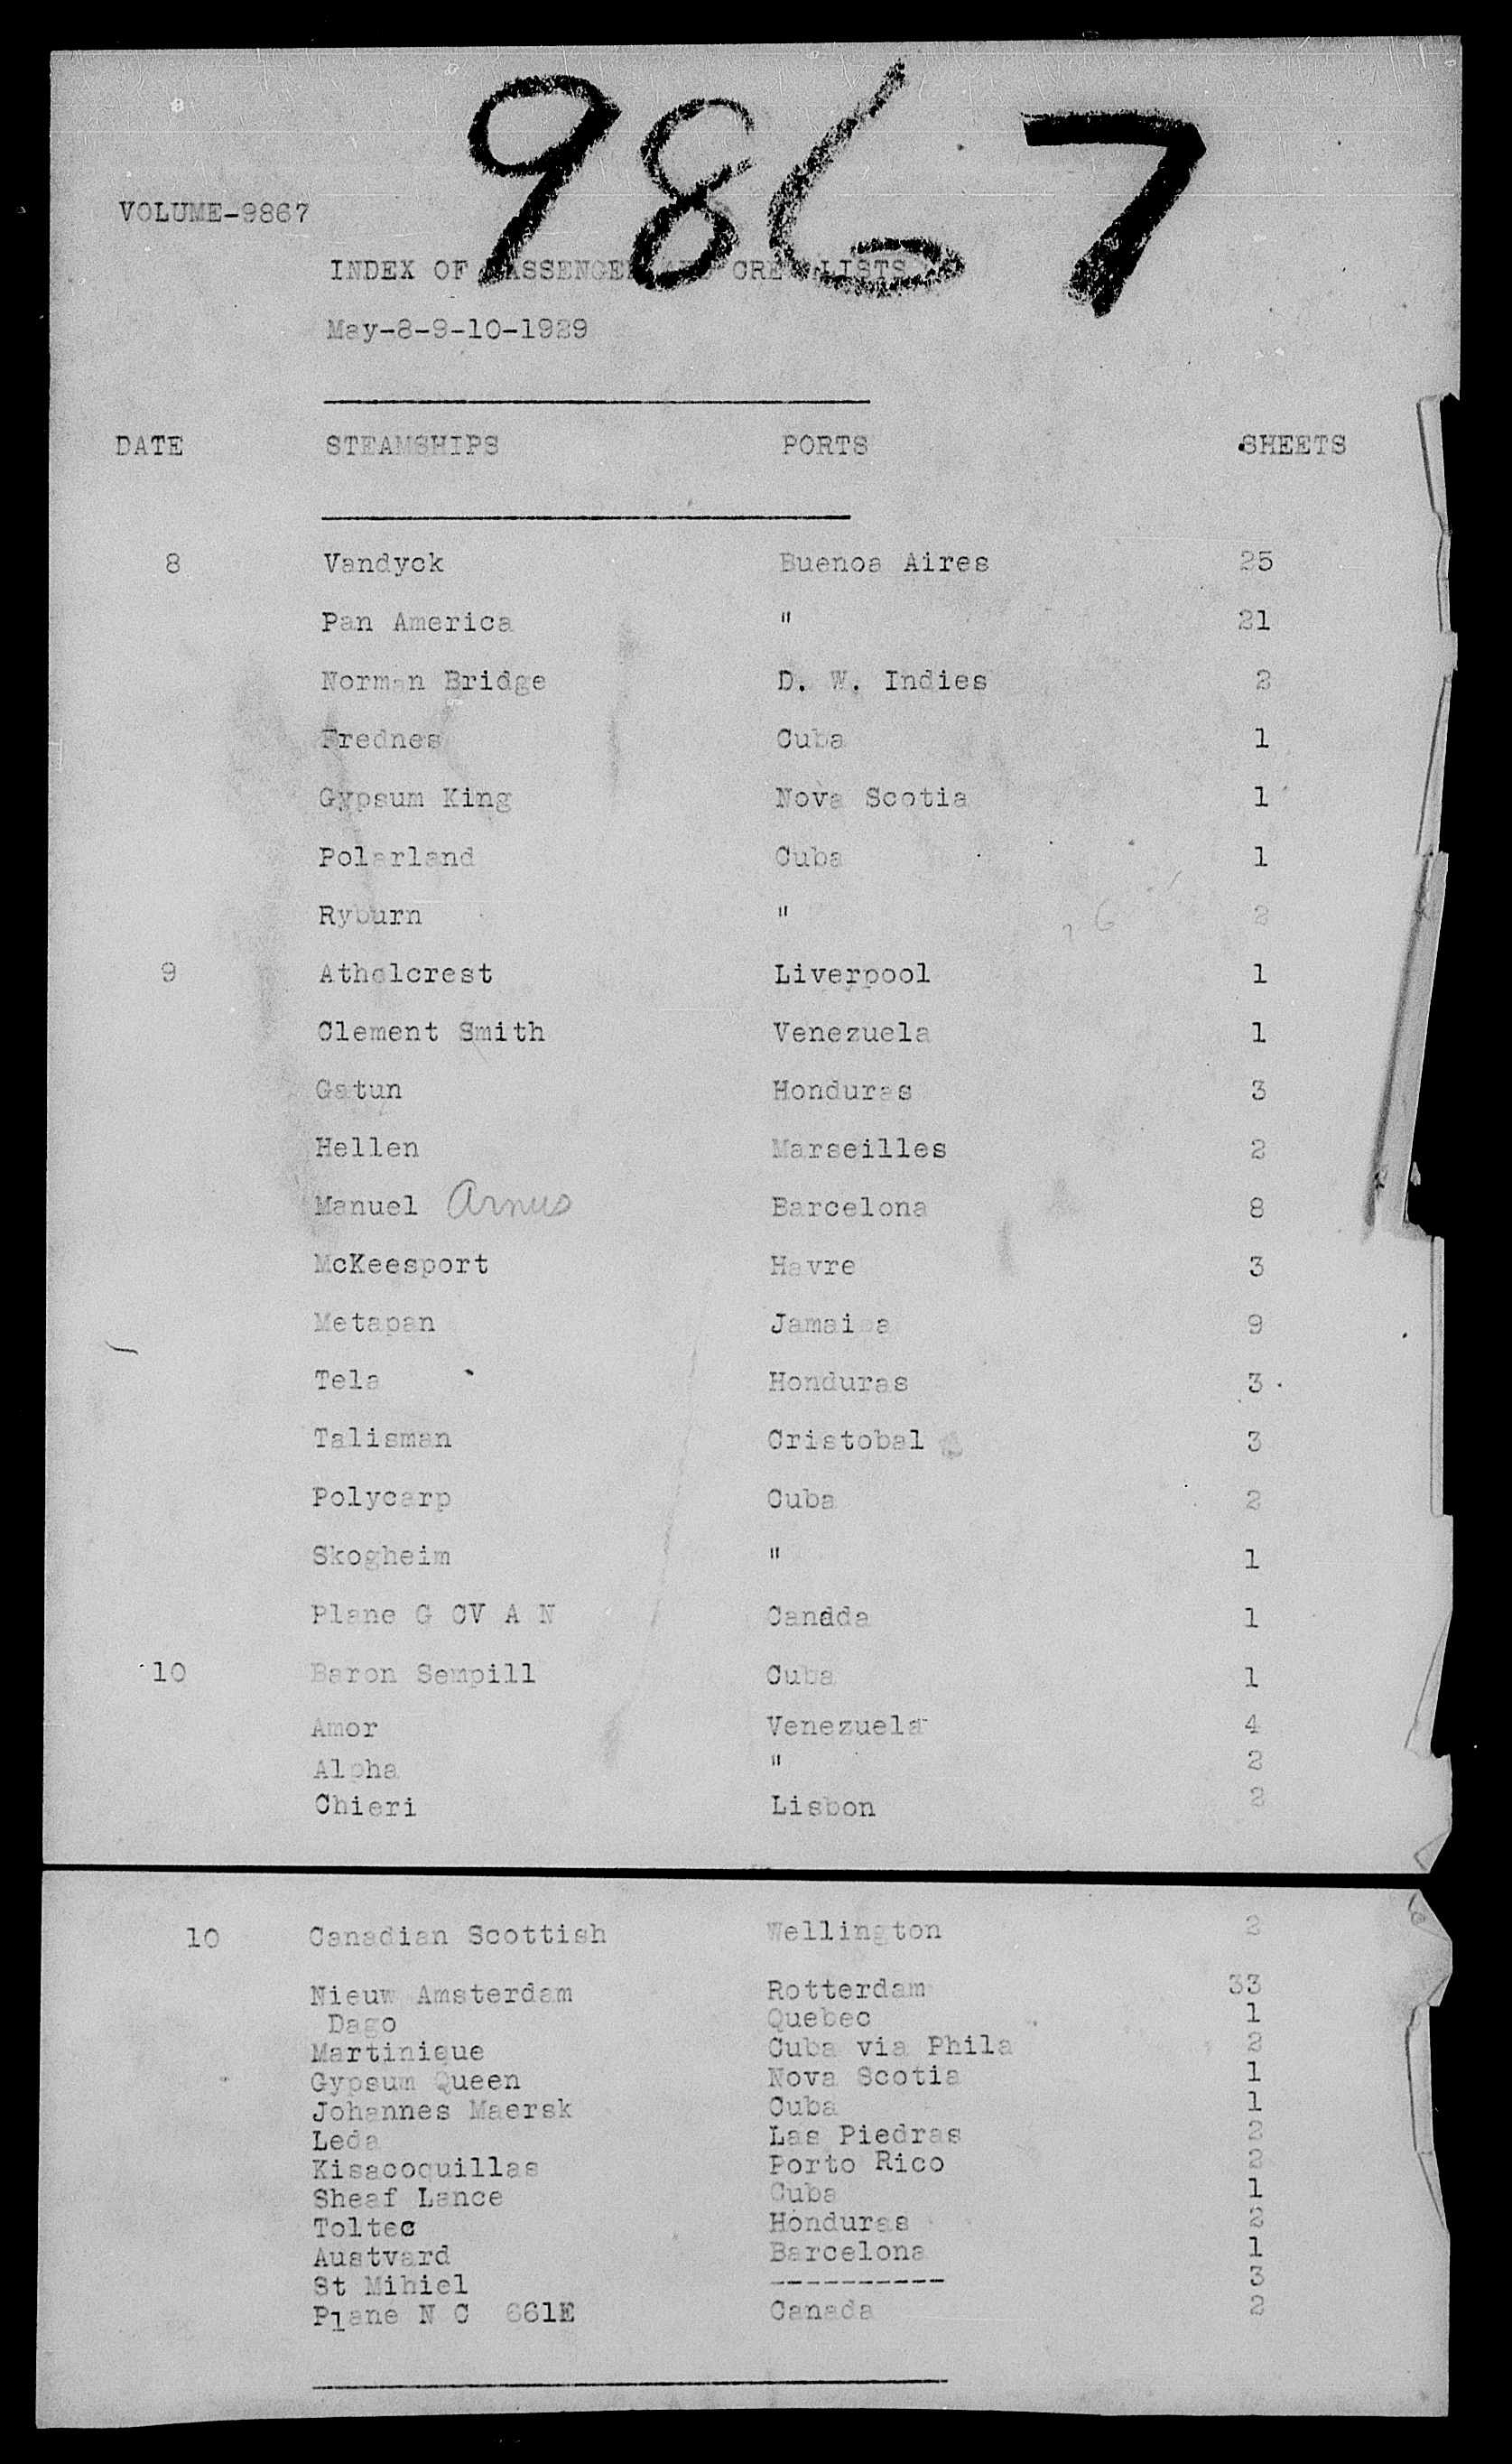 9867
VOLUME-9867
INDEX OF PASSENGER AND CREW LISTS
May-8-9-10-1929
DATE STEAMSHIPS PORTS SHEETS
8 Vandyck Buenos Aires 25
Pan America " 21
Norman Bridge D. W. Indies 2
Frednes Cuba 1
Gypsum King Nova Scotia 1
Polarland Cuba 1
Ryburn " 2
9 Atholcrest Liverpool 1
Clement Smith Venezuela 1
Gatun Honduras 3
Hellen Marseilles 2
Manuel Arnus Barcelona 8
McKeesport Havre 3
Metapan Jamaica 9
Tela Honduras 3
Talisman Cristobal 3
Polycarp Cuba 2
Skogheim " 1
Plane G CV A N Candda 1
10 Baron Sempill Cuba 1
Amor Venezuela 4
Alpha " 2
Chieri Lisbon 2
10 Canadian Scottish Wellington 2
Nieuw Amsterdam Rotterdam 33
Dago Quebec 1
Martinique Cuba via Phila 2
Gypsum Queen Nova Scotia 1
Johannes Maersk Cuba 1
Leda Las Piedras 2
Kisacoquillas Porto Rico 2
Sheaf Lance Cuba 1
Toltec Honduras 2
Austvard Barcelona 1
St Mihiel ---------- 3
Plane N C 661E Canada 2